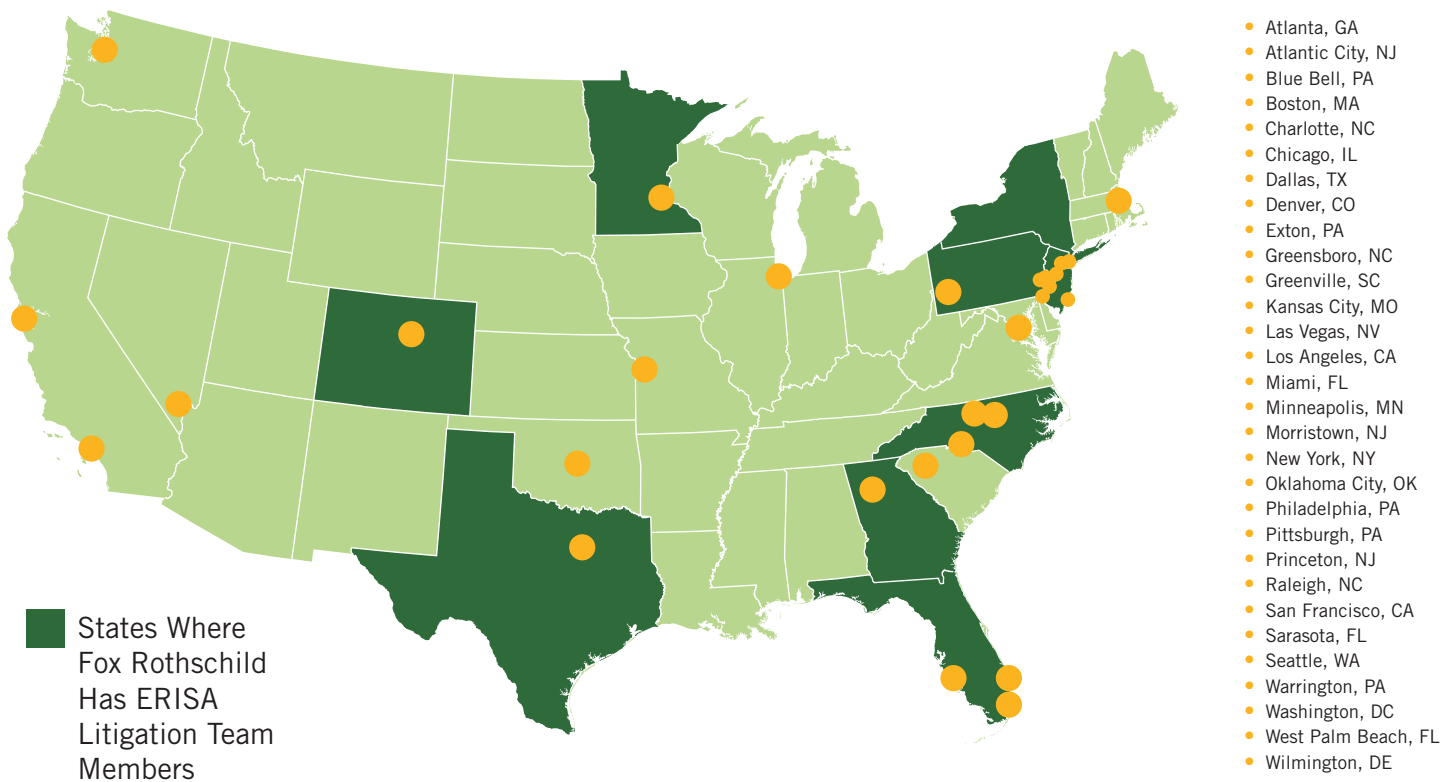 Atlanta, GA
Atlantic City, NJ
Blue Bell, PA
Boston, MA
Charlotte, NC
Chicago, IL
Dallas, TX
Denver, CO
Exton, PA
Greensboro, NC
Greenville, SC
Kansas City, MO
Las Vegas, NV
Los Angeles, CA
Miami, FL
Minneapolis, MN
Morristown, NJ
New York, NY
Oklahoma City, OK
Philadelphia, PA
Pittsburgh, PA
Princeton, NJ
Raleigh, NC
San Francisco, CA
Sarasota, FL
Seattle, WA
Warrington, PA
Washington, DC
West Palm Beach, FL
Wilmington, DE
States Where
Fox Rothschild
Has ERISA
Litigation Team
Members